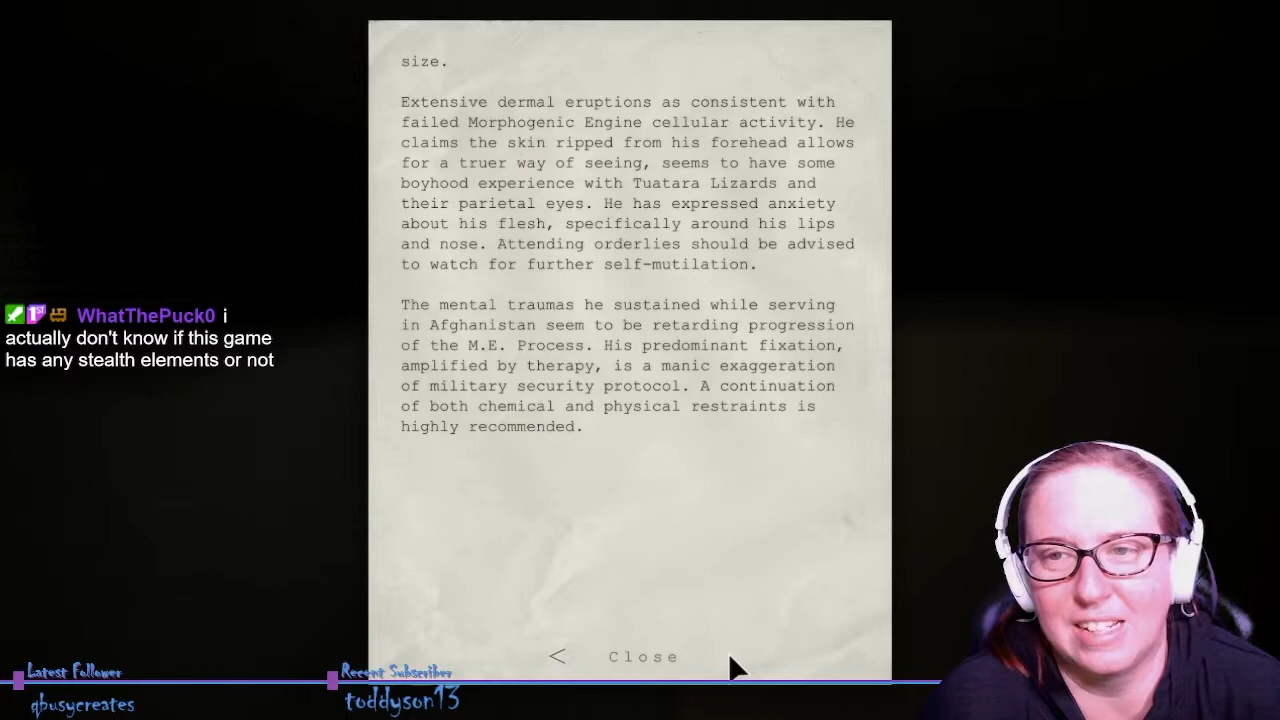 size.
Extensive dermal eruptions as consistent with
failed Morphogenic Engine cellular activity. He
claims the skin ripped from his forehead allows
for a truer way of seeing, seems to have some
boyhood experience with Tuatara Lizards and
their parietal eyes. He has expressed anxiety
about his flesh, specifically around his lips
and nose. Attending orderlies should be advised
to watch for further self-mutilation.
The mental traumas he sustained while serving
in Afghanistan seem to be retarding progression
of the M.E. Process. His predominant fixation,
amplified by therapy, is a manic exaggeration
of military security protocol. A continuation
of both chemical and physical restraints is
highly recommended.
< Close
1ST WhatThePuck0 i
actually don't know if this game
has any stealth elements or not
Latest Follower
qbusycreates
Recent Subscriber
toddyson13